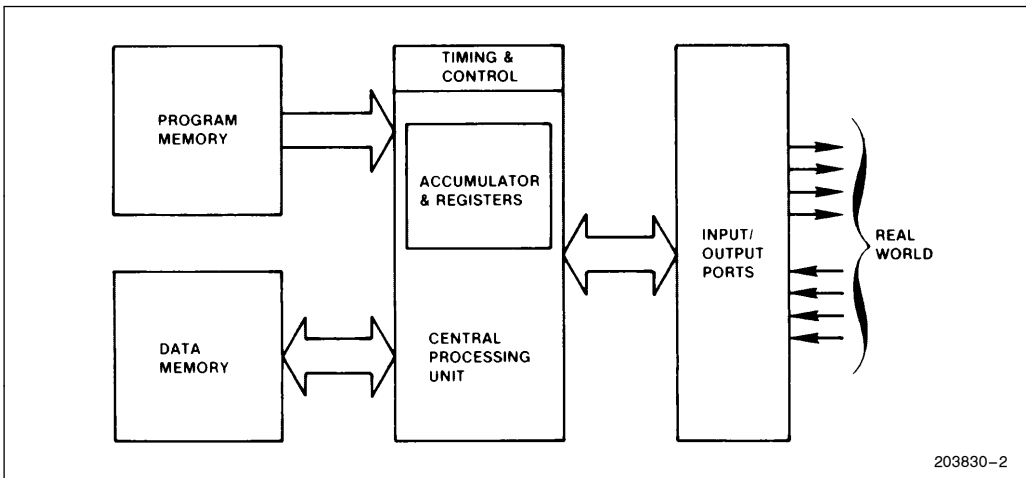 PROGRAM
MEMORY
TIMING &
CONTROL
ACCUMULATOR
& REGISTERS
INPUT/
OUTPUT
PORTS
REAL
WORLD
DATA
MEMORY
CENTRAL
PROCESSING
UNIT
203830–2